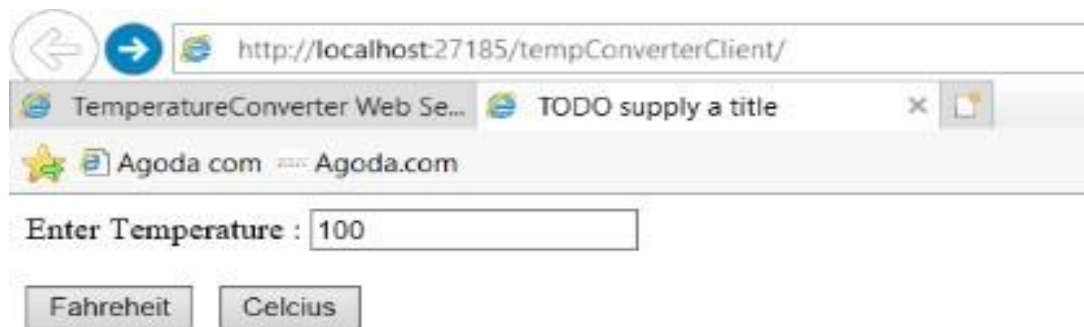 http://localhost:27185/tempConverterClient/
TemperatureConverter Web Se... TODO supply a title
Agoda com Agoda.com
Enter Temperature : 100
Fahreheit Celcius